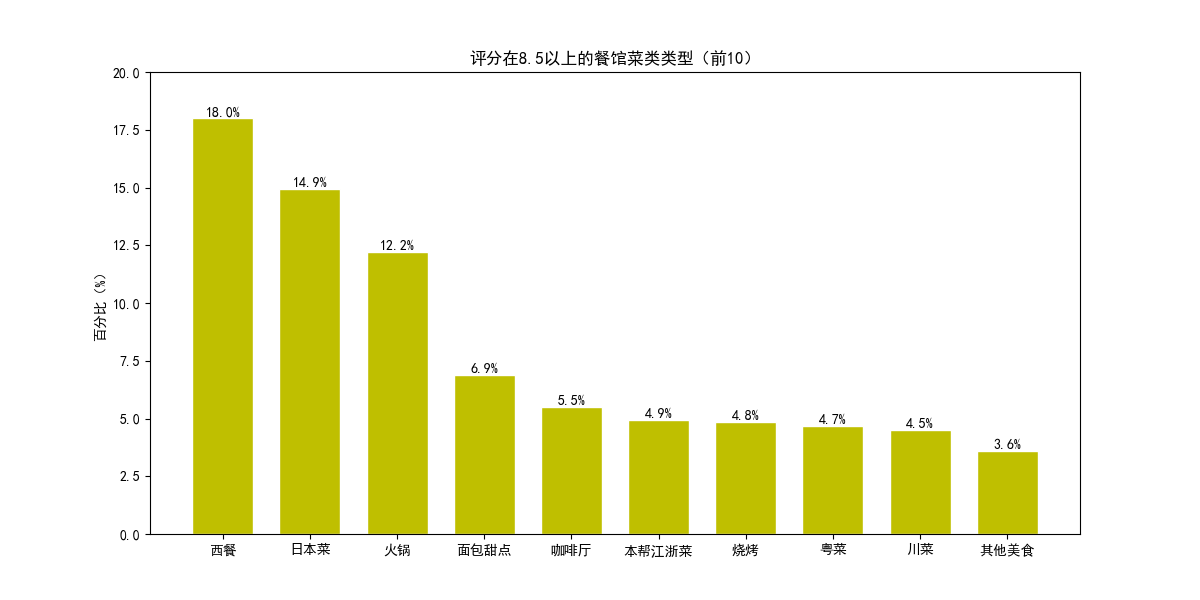 评分在8.5以上的餐馆菜类类型（前10）
百分比（%）
20.0
17.5
15.0
12.5
10.0
7.5
5.0
2.5
0.0
18.0%
14.9%
12.2%
6.9%
5.5%
4.9%
4.8%
4.7%
4.5%
3.6%
西餐
日本菜
火锅
面包甜点
咖啡厅
本帮江浙菜
烧烤
粤菜
川菜
其他美食